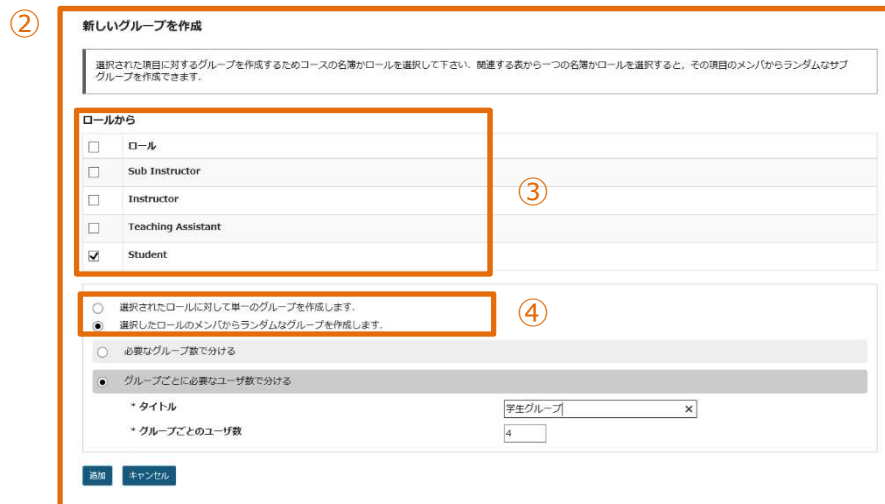 ②
新しいグループを作成
選択された項目に対するグループを作成するためコースの名簿かロールを選択して下さい. 関連する表から一つの名簿かロールを選択すると, その項目のメンバからランダムなサブ
グループを作成できます.
ロールから
ロール
Sub Instructor
③
Instructor
Teaching Assistant
Student
選択されたロールに対して単一のグループを作成します.
④
選択したロールのメンバからランダムなグループを作成します.
必要なグループ数で分ける
グループごとに必要なユーザ数で分ける
* タイトル 学生グループ ×
* グループごとのユーザ数 4
追加 キャンセル